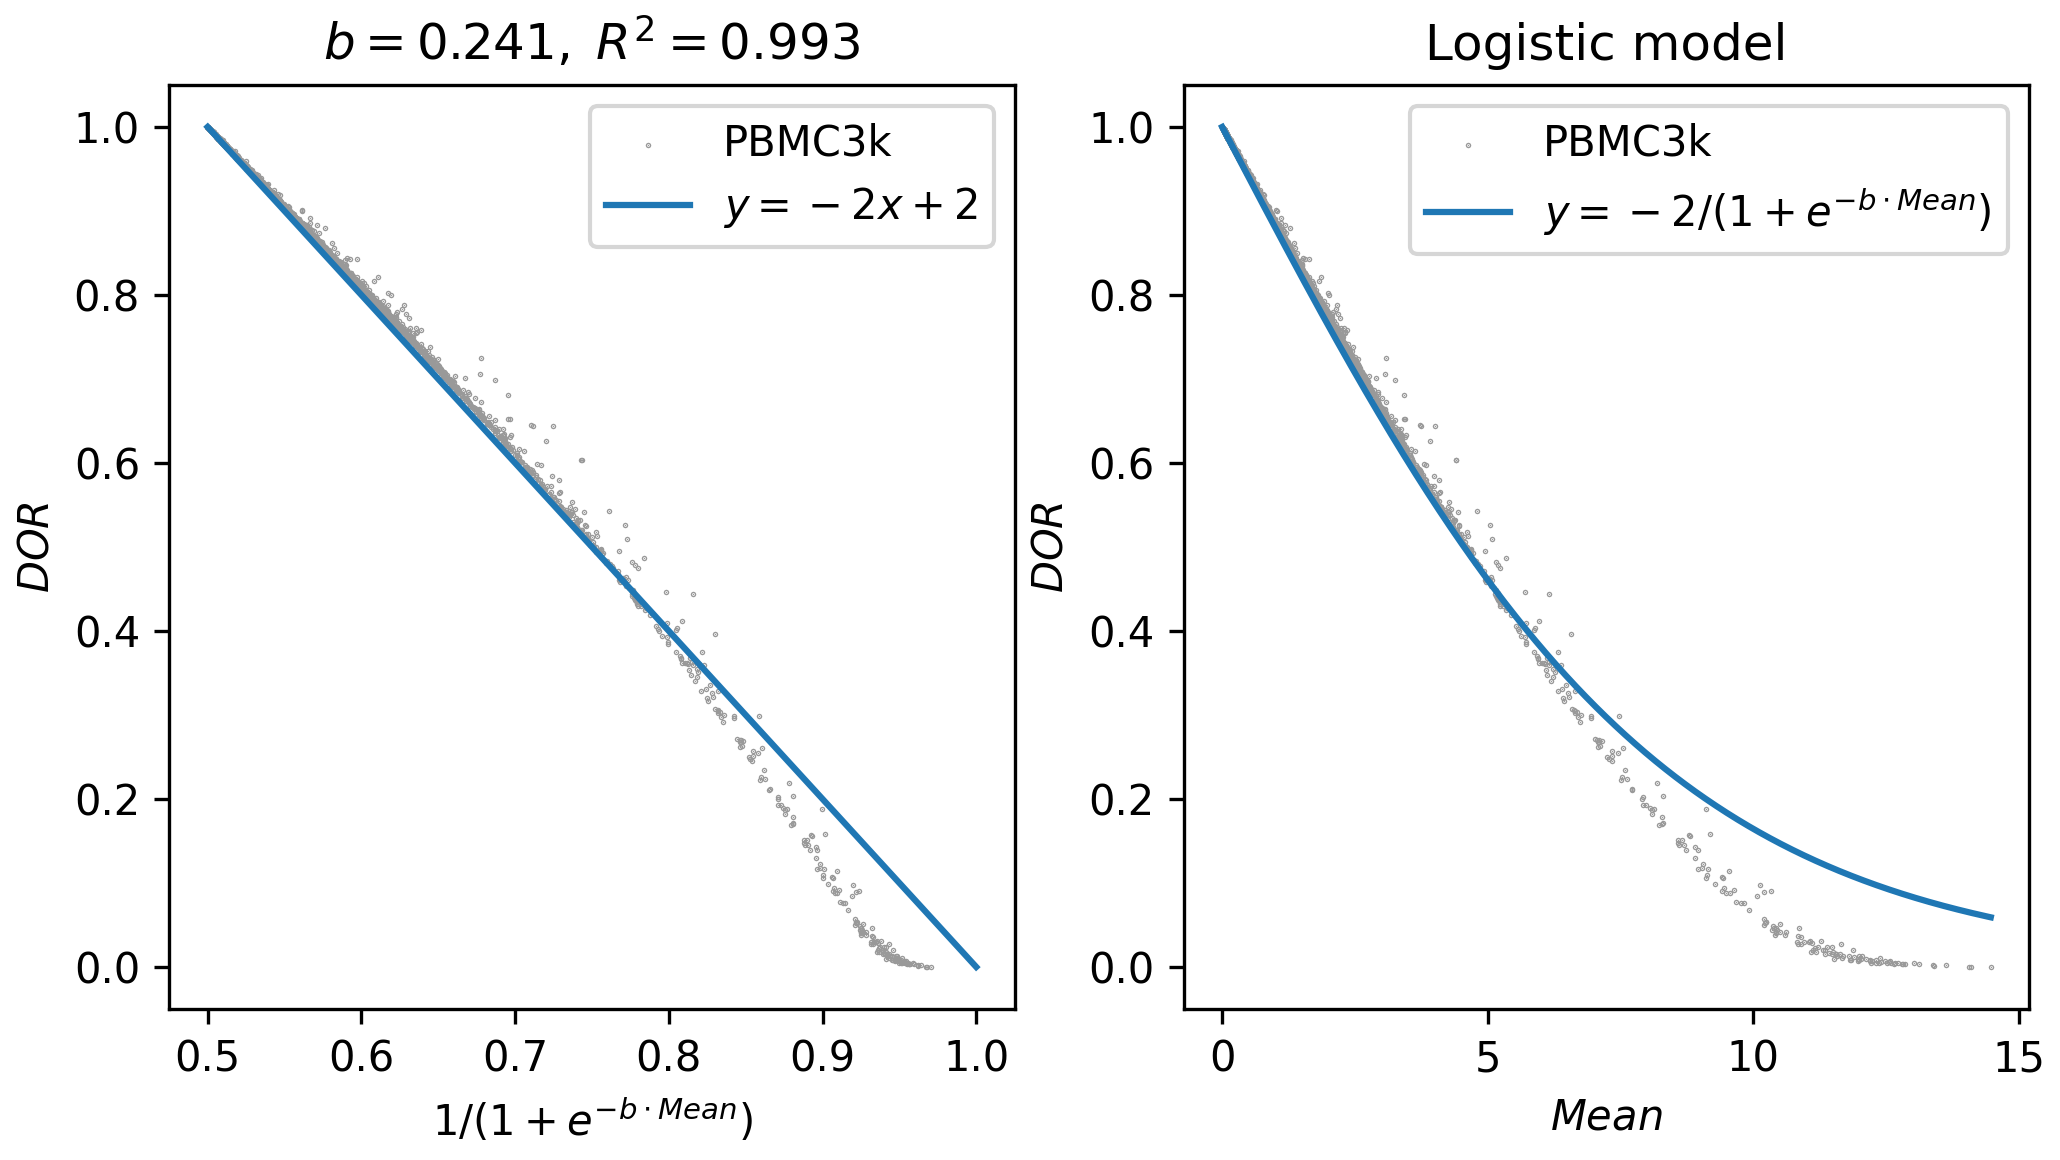 b = 0.241, R² = 0.993
1.0
0.8
0.6
0.4
0.2
0.0
DOR
PBMC3k
y = −2x + 2
0.5 0.6 0.7 0.8 0.9 1.0
1/(1 + e^{−b·Mean})
Logistic model
1.0
0.8
0.6
0.4
0.2
0.0
DOR
PBMC3k
y = −2/(1 + e^{−b·Mean})
0 5 10 15
Mean